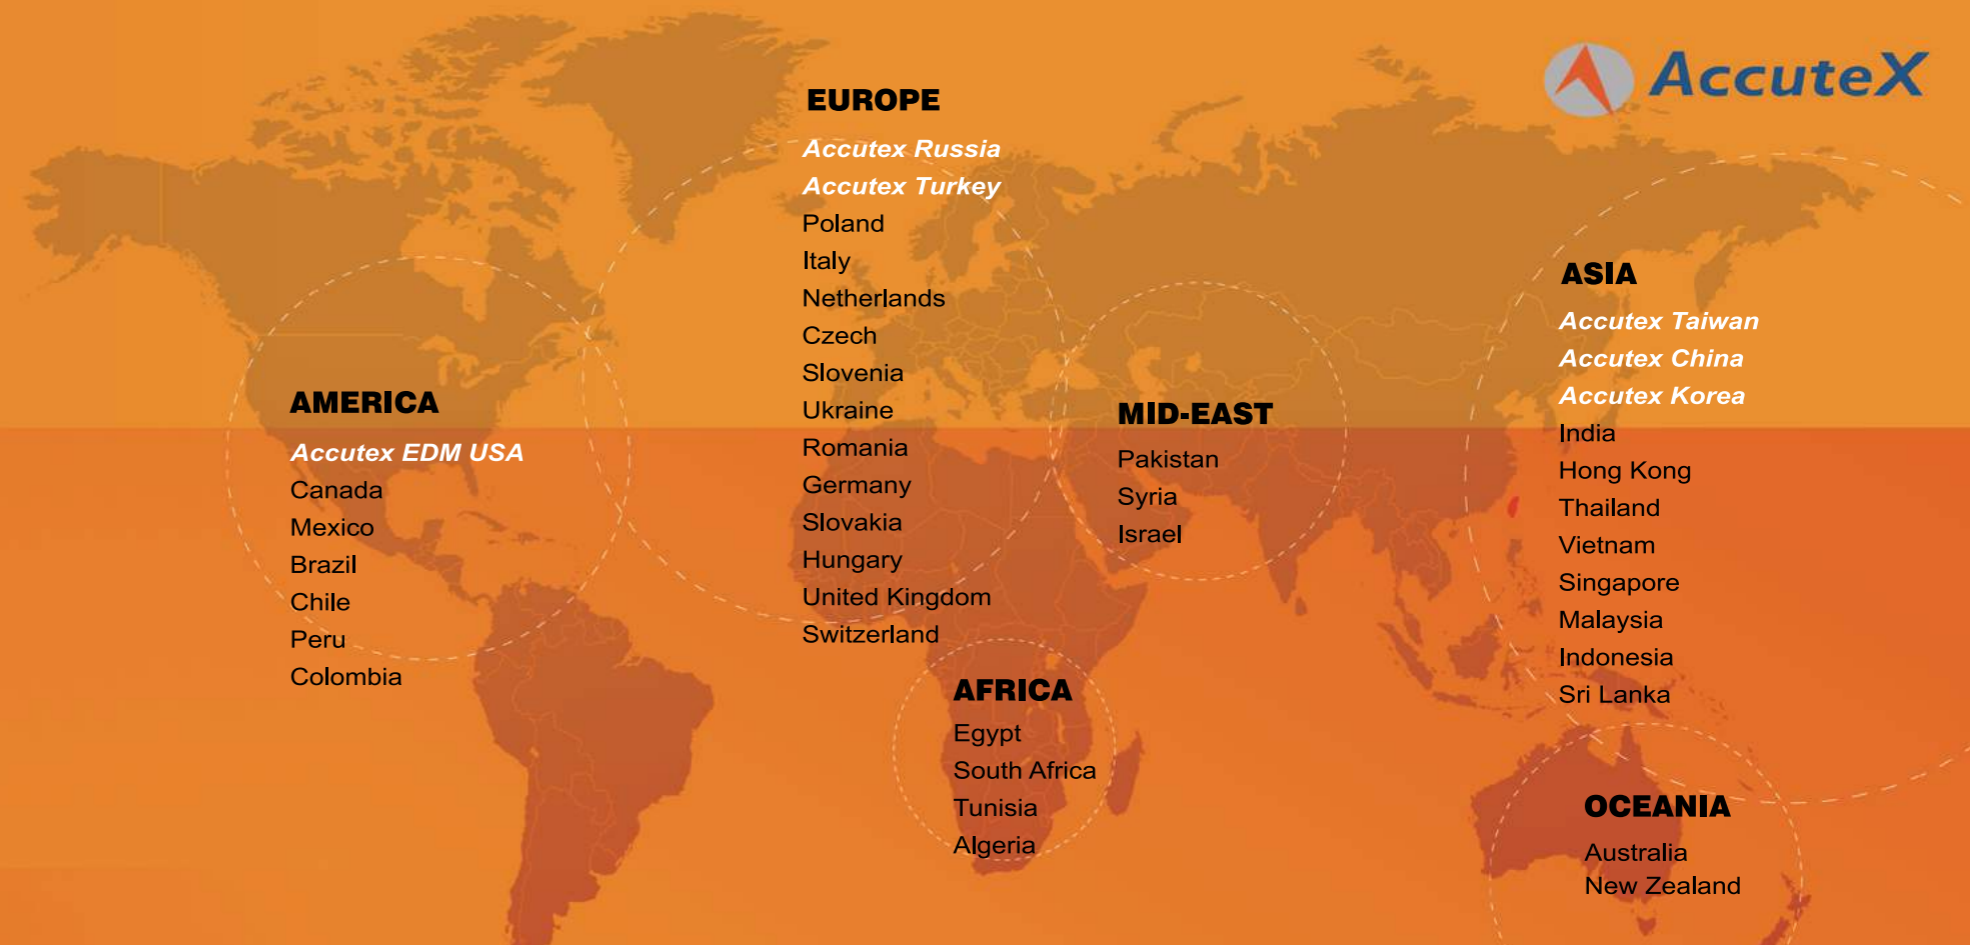 AccuteX
EUROPE
Accutex Russia
Accutex Turkey
Poland
Italy
Netherlands
Czech
Slovenia
Ukraine
Romania
Germany
Slovakia
Hungary
United Kingdom
Switzerland
ASIA
Accutex Taiwan
Accutex China
Accutex Korea
India
Hong Kong
Thailand
Vietnam
Singapore
Malaysia
Indonesia
Sri Lanka
AMERICA
Accutex EDM USA
Canada
Mexico
Brazil
Chile
Peru
Colombia
MID-EAST
Pakistan
Syria
Israel
AFRICA
Egypt
South Africa
Tunisia
Algeria
OCEANIA
Australia
New Zealand